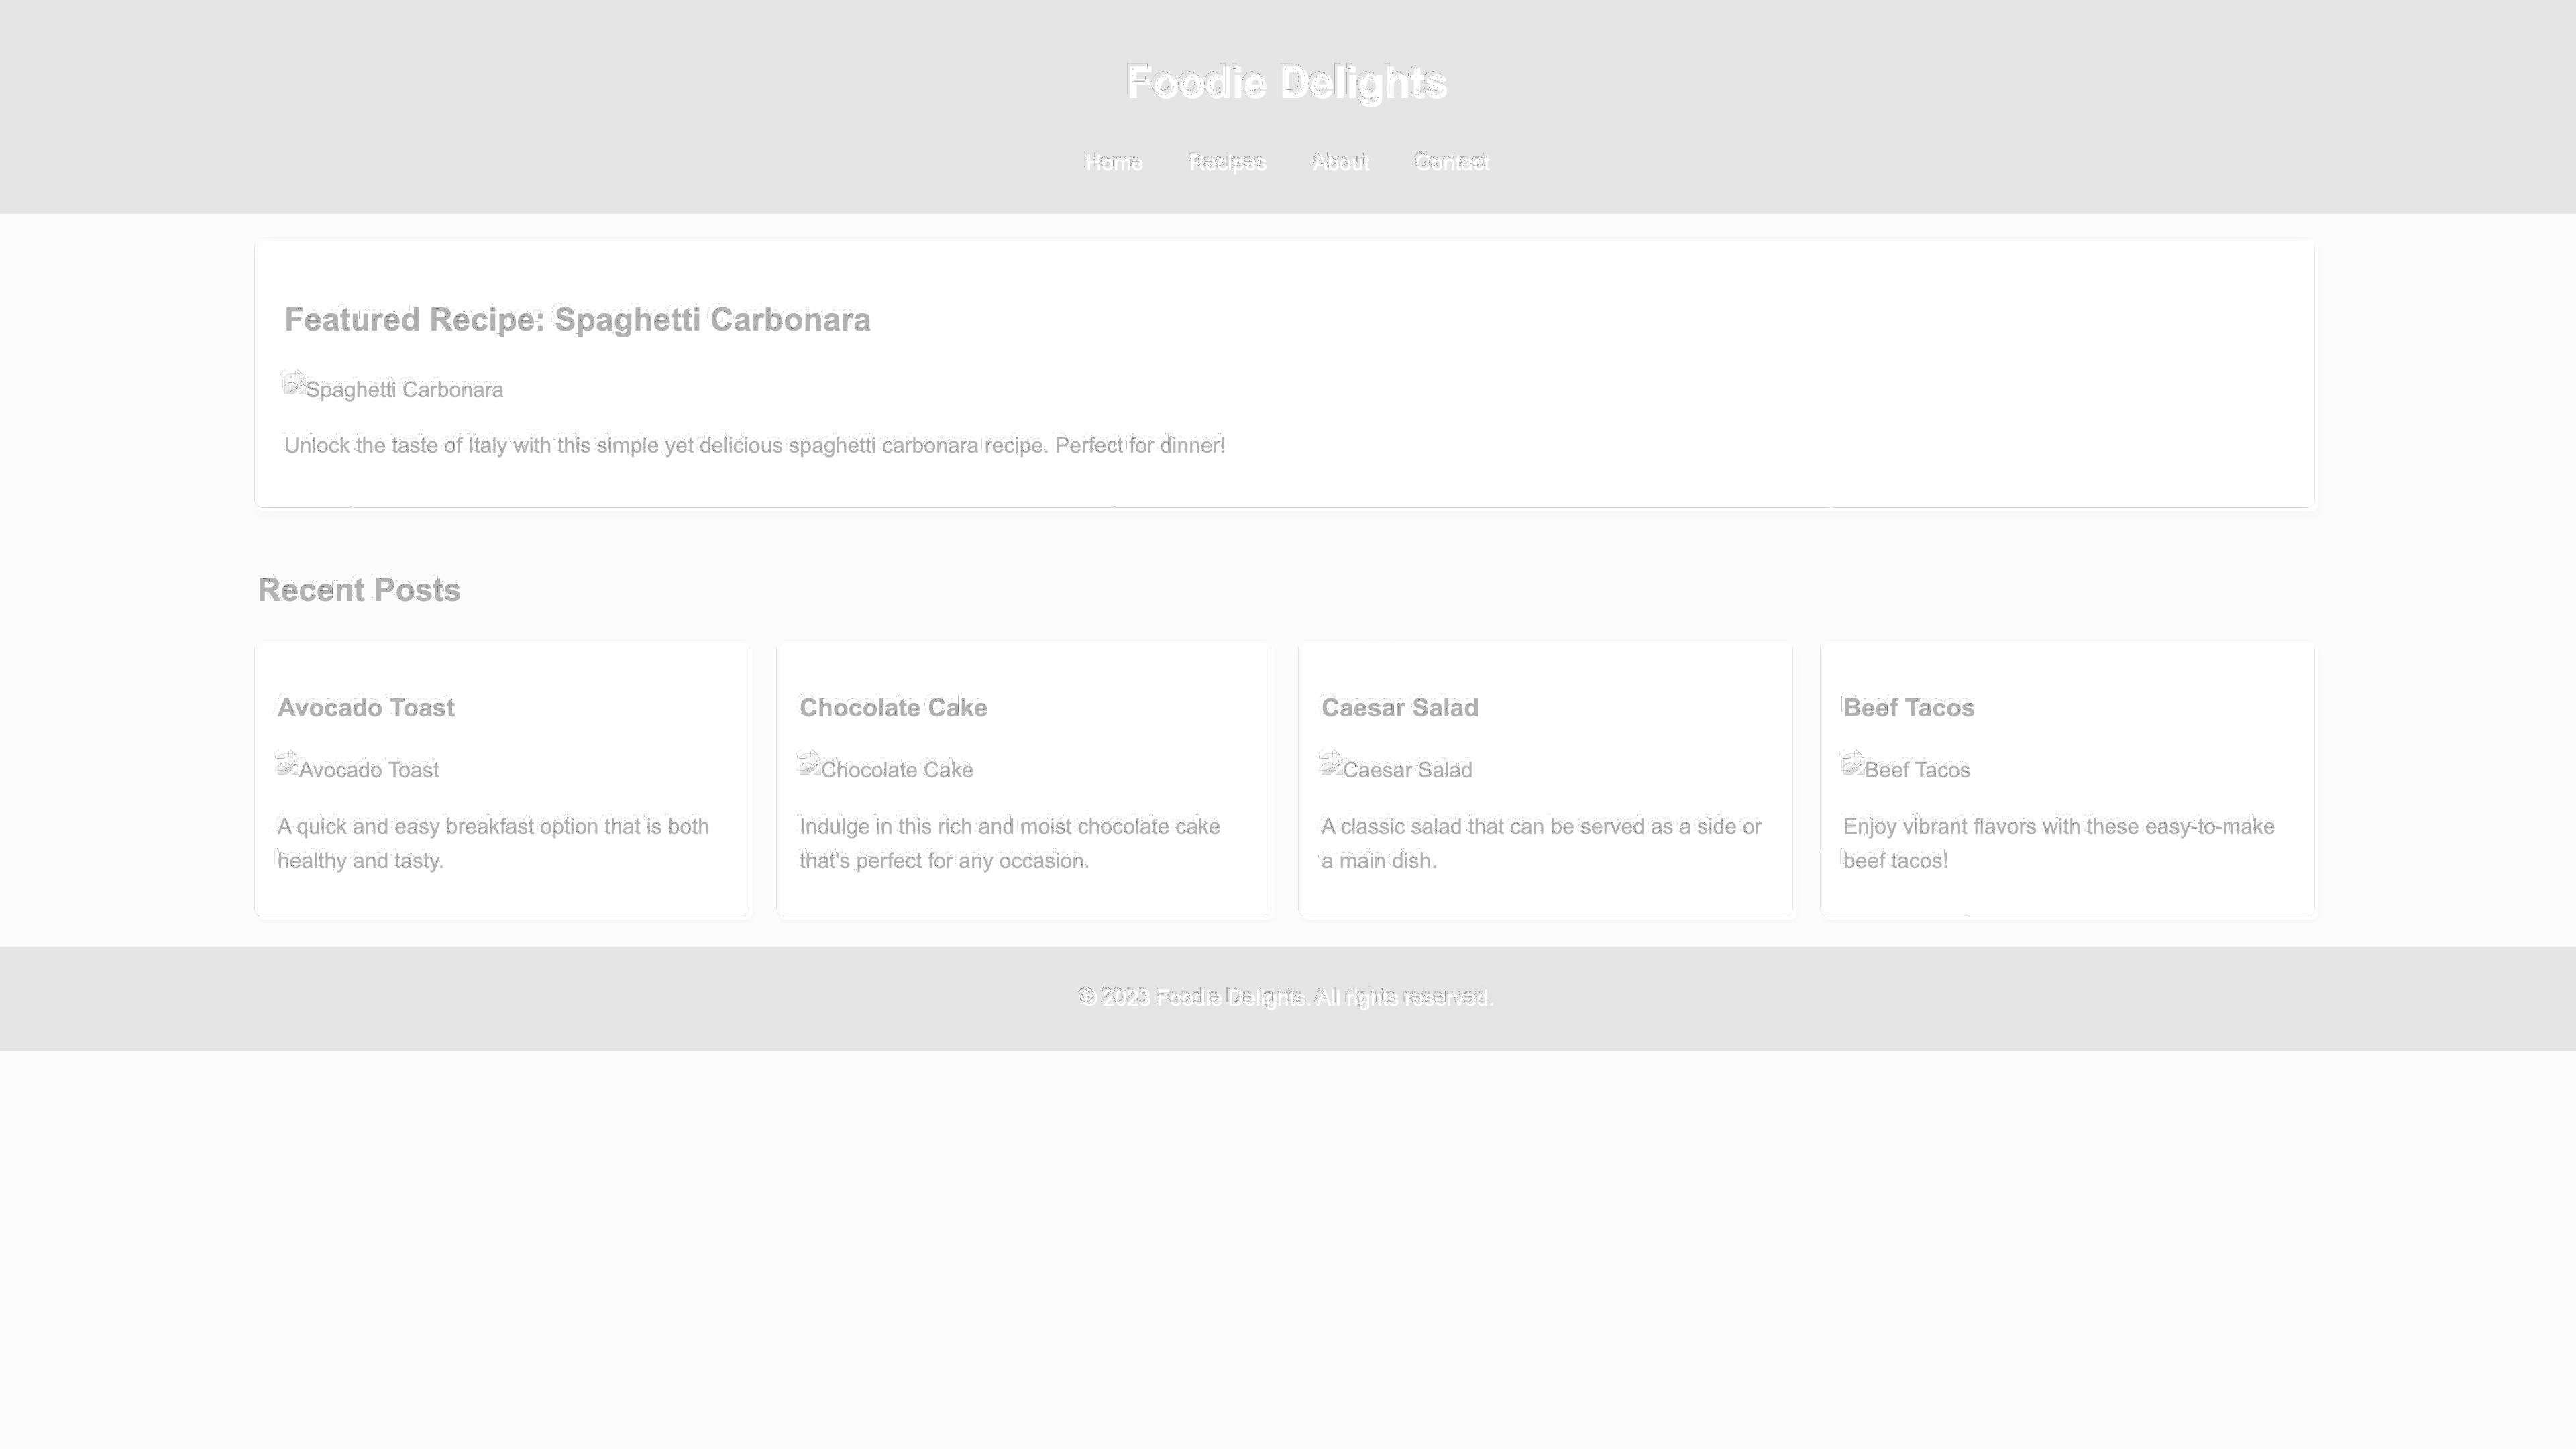 Foodie Delights
Home Recipes About Contact
Featured Recipe: Spaghetti Carbonara
Spaghetti Carbonara
Unlock the taste of Italy with this simple yet delicious spaghetti carbonara recipe. Perfect for dinner!
Recent Posts
Avocado Toast
Avocado Toast
A quick and easy breakfast option that is both
healthy and tasty.
Chocolate Cake
Chocolate Cake
Indulge in this rich and moist chocolate cake
that's perfect for any occasion.
Caesar Salad
Caesar Salad
A classic salad that can be served as a side or
a main dish.
Beef Tacos
Beef Tacos
Enjoy vibrant flavors with these easy-to-make
beef tacos!
© 2023 Foodie Delights. All rights reserved.